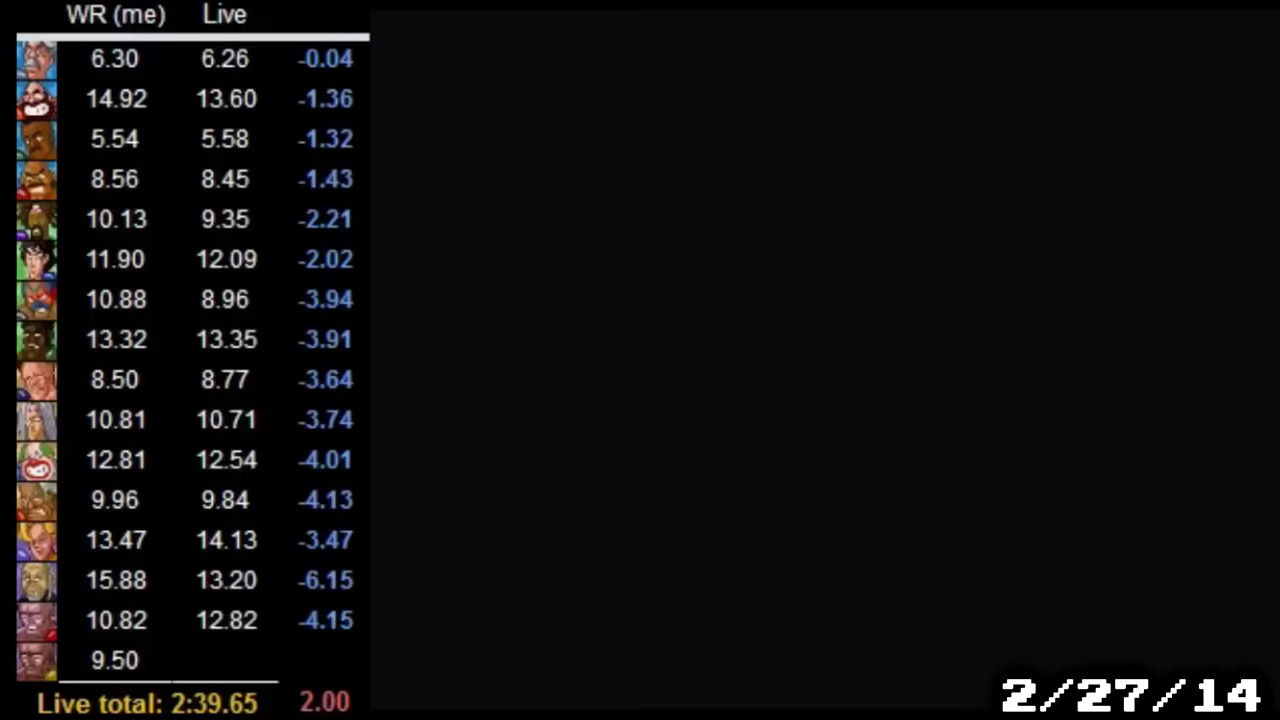 WR (me) Live
6.30 6.26 -0.04
14.92 13.60 -1.36
5.54 5.58 -1.32
8.56 8.45 -1.43
10.13 9.35 -2.21
11.90 12.09 -2.02
10.88 8.96 -3.94
13.32 13.35 -3.91
8.50 8.77 -3.64
10.81 10.71 -3.74
12.81 12.54 -4.01
9.96 9.84 -4.13
13.47 14.13 -3.47
15.88 13.20 -6.15
10.82 12.82 -4.15
9.50
Live total: 2:39.65 2.00
2/27/14